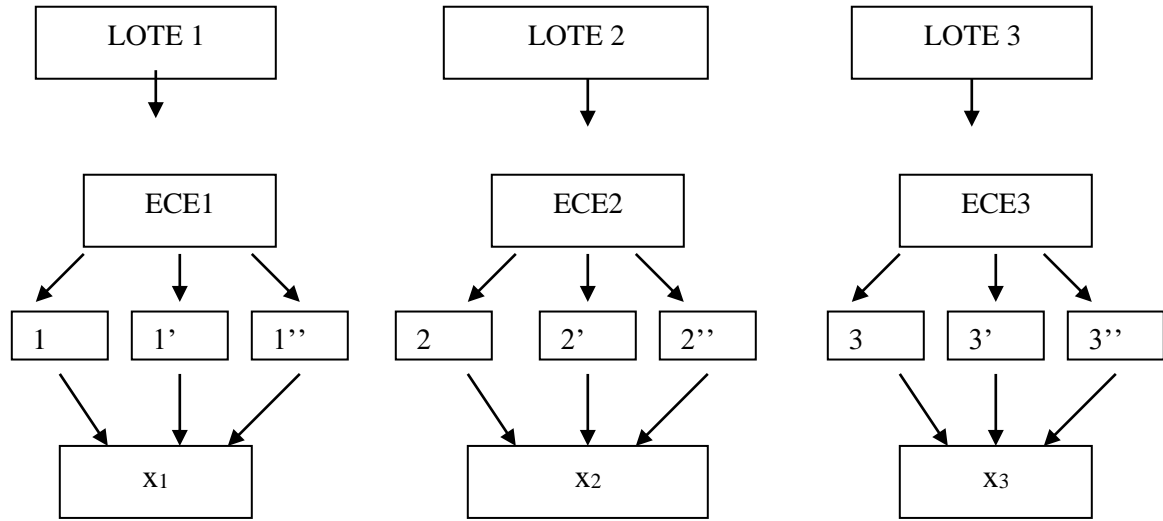 LOTE 1
LOTE 2
LOTE 3
ECE1
ECE2
ECE3
1
1’
1’’
2
2’
2’’
3
3’
3’’
x1
x2
x3